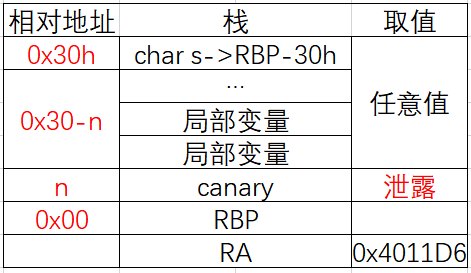 相对地址 栈 取值
0x30h char s->RBP-30h 任意值
...
0x30-n 局部变量
局部变量
n canary 泄露
0x00 RBP
RA 0x4011D6